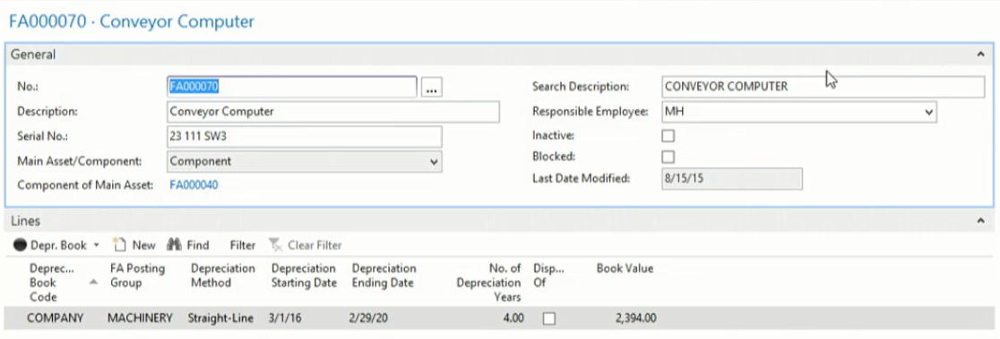 FA000070 · Conveyor Computer
General
No.: FA000070 ... Search Description: CONVEYOR COMPUTER
Description: Conveyor Computer Responsible Employee: MH
Serial No.: 23 111 SW3 Inactive:
Main Asset/Component: Component Blocked:
Component of Main Asset: FA000040 Last Date Modified: 8/15/15
Lines
Depr. Book New Find Filter Clear Filter
Deprec... FA Posting Depreciation Depreciation Depreciation No. of Disp... Book Value
Book Group Method Starting Date Ending Date Depreciation Of
Code Years
COMPANY MACHINERY Straight-Line 3/1/16 2/29/20 4.00 2,394.00